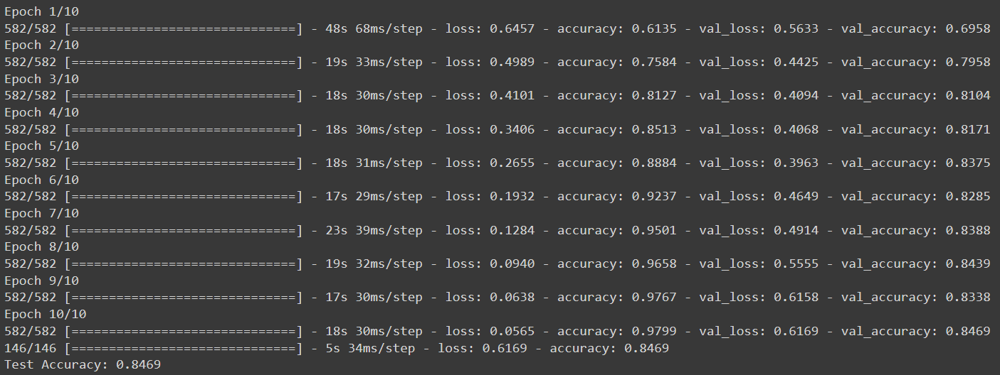 Epoch 1/10
582/582 [==============================] - 48s 68ms/step - loss: 0.6457 - accuracy: 0.6135 - val_loss: 0.5633 - val_accuracy: 0.6958
Epoch 2/10
582/582 [==============================] - 19s 33ms/step - loss: 0.4989 - accuracy: 0.7584 - val_loss: 0.4425 - val_accuracy: 0.7958
Epoch 3/10
582/582 [==============================] - 18s 30ms/step - loss: 0.4101 - accuracy: 0.8127 - val_loss: 0.4094 - val_accuracy: 0.8104
Epoch 4/10
582/582 [==============================] - 18s 30ms/step - loss: 0.3406 - accuracy: 0.8513 - val_loss: 0.4068 - val_accuracy: 0.8171
Epoch 5/10
582/582 [==============================] - 18s 31ms/step - loss: 0.2655 - accuracy: 0.8884 - val_loss: 0.3963 - val_accuracy: 0.8375
Epoch 6/10
582/582 [==============================] - 17s 29ms/step - loss: 0.1932 - accuracy: 0.9237 - val_loss: 0.4649 - val_accuracy: 0.8285
Epoch 7/10
582/582 [==============================] - 23s 39ms/step - loss: 0.1284 - accuracy: 0.9501 - val_loss: 0.4914 - val_accuracy: 0.8388
Epoch 8/10
582/582 [==============================] - 19s 32ms/step - loss: 0.0940 - accuracy: 0.9658 - val_loss: 0.5555 - val_accuracy: 0.8439
Epoch 9/10
582/582 [==============================] - 17s 30ms/step - loss: 0.0638 - accuracy: 0.9767 - val_loss: 0.6158 - val_accuracy: 0.8338
Epoch 10/10
582/582 [==============================] - 18s 30ms/step - loss: 0.0565 - accuracy: 0.9799 - val_loss: 0.6169 - val_accuracy: 0.8469
146/146 [==============================] - 5s 34ms/step - loss: 0.6169 - accuracy: 0.8469
Test Accuracy: 0.8469